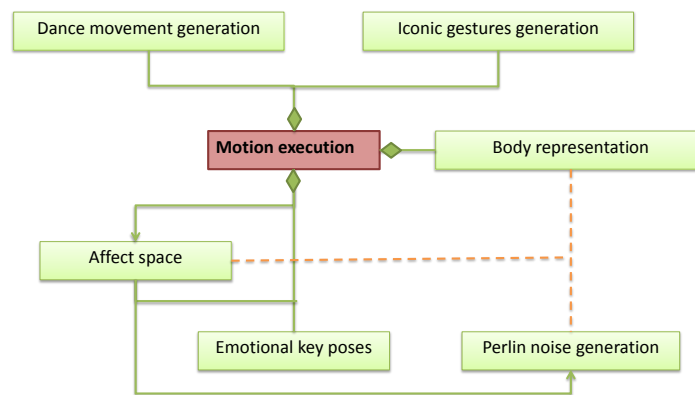 Dance movement generation
Iconic gestures generation
Motion execution
Body representation
Affect space
Emotional key poses
Perlin noise generation